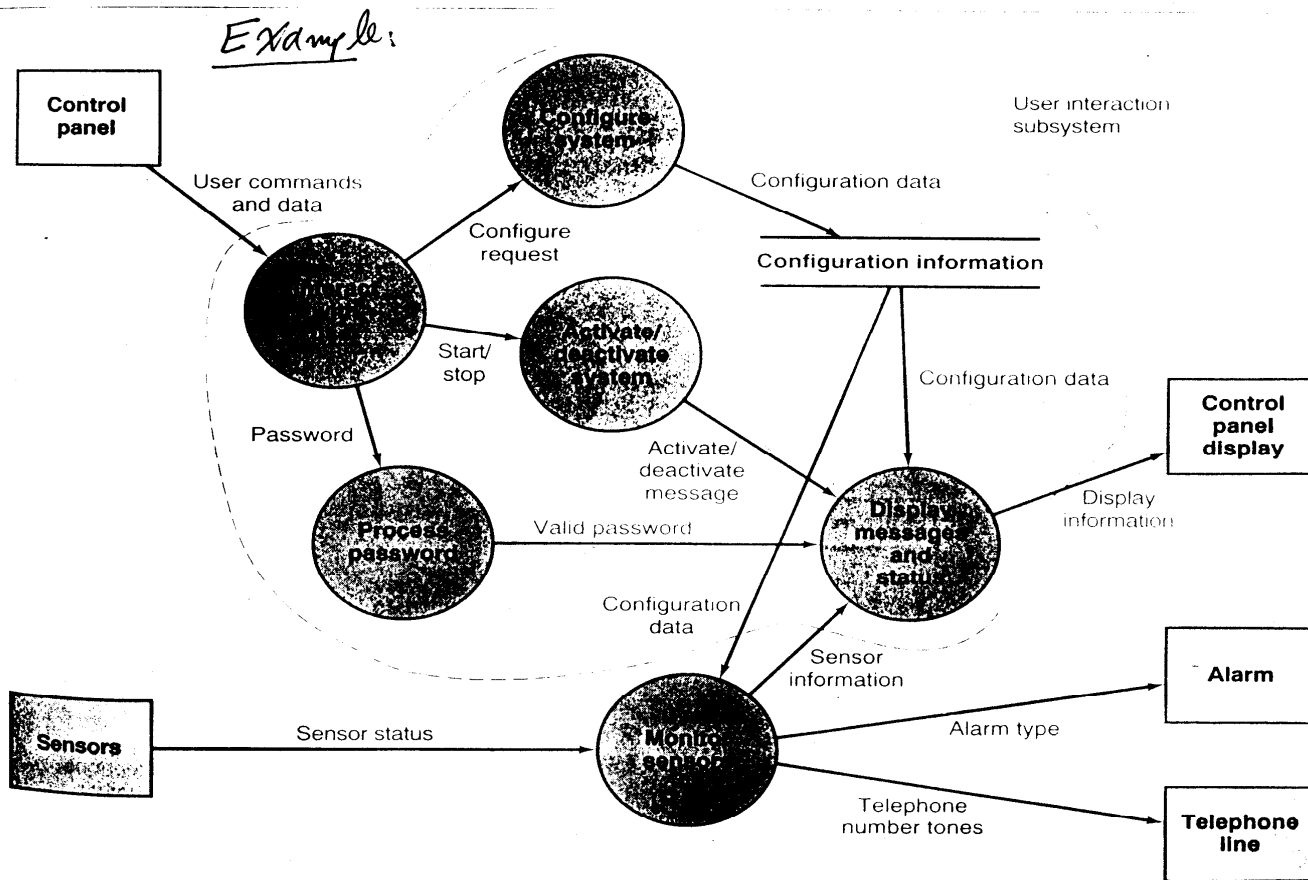 Example:
Control
panel
Configure
system
User interaction
subsystem
User commands
and data
Configuration data
Configure
request
Configuration information
Interact
Activate/
deactivate
system
Start/
stop
Configuration data
Control
panel
display
Password
Activate/
deactivate
message
Display
information
Process
password
Valid password
Display
messages
and
status
Configuration
data
Sensor
information
Alarm
Sensors
Sensor status
Monitor
sensors
Alarm type
Telephone
number tones
Telephone
line